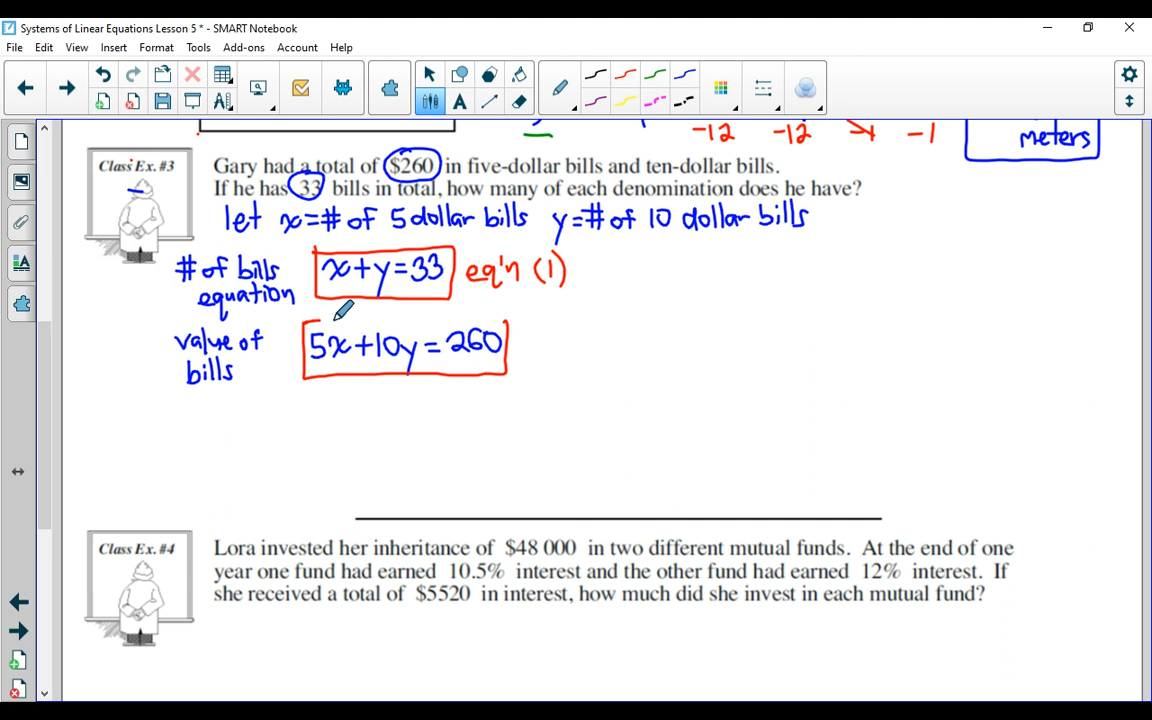 Systems of Linear Equations Lesson 5 * - SMART Notebook
File Edit View Insert Format Tools Add-ons Account Help
-12 -12 -1
meters
Class Ex. #3
Gary had a total of $260 in five-dollar bills and ten-dollar bills.
If he has 33 bills in total, how many of each denomination does he have?
let x=# of 5 dollar bills y=# of 10 dollar bills
# of bills x+y=33 eq'n (1)
equation
value of 5x+10y=260
bills
Class Ex. #4
Lora invested her inheritance of $48 000 in two different mutual funds. At the end of one
year one fund had earned 10.5% interest and the other fund had earned 12% interest. If
she received a total of $5520 in interest, how much did she invest in each mutual fund?